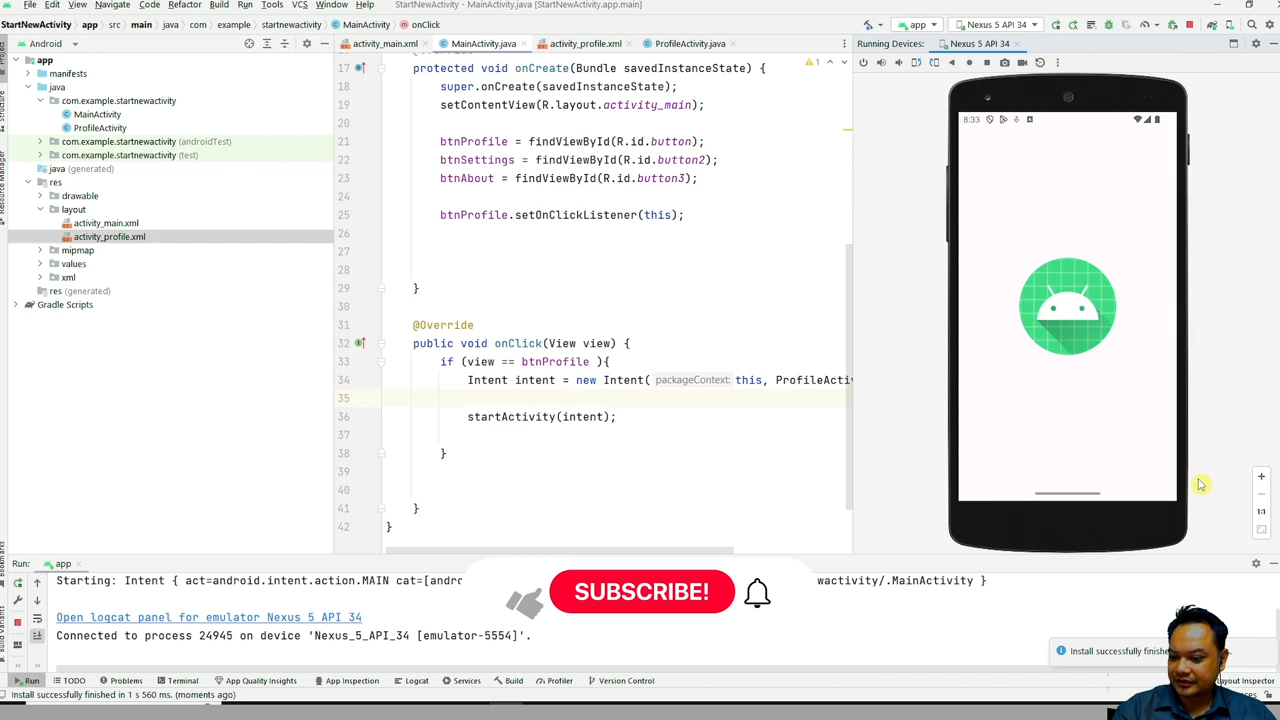 File Edit View Navigate Code Refactor Build Run Tools VCS Window Help StartNewActivity - MainActivity.java [StartNewActivity.app.main]
StartNewActivity app src main java com example startnewactivity MainActivity onClick app Nexus 5 API 34
Android activity_main.xml MainActivity.java activity_profile.xml ProfileActivity.java Running Devices: Nexus 5 API 34
app
manifests
java
com.example.startnewactivity
MainActivity
ProfileActivity
com.example.startnewactivity (androidTest)
com.example.startnewactivity (test)
java (generated)
res
drawable
layout
activity_main.xml
activity_profile.xml
mipmap
values
xml
res (generated)
Gradle Scripts
Structure
Resource Manager
17 protected void onCreate(Bundle savedInstanceState) { 1
18 super.onCreate(savedInstanceState);
19 setContentView(R.layout.activity_main);
20
21 btnProfile = findViewById(R.id.button);
22 btnSettings = findViewById(R.id.button2);
23 btnAbout = findViewById(R.id.button3);
24
25 btnProfile.setOnClickListener(this);
26
27
28
29 }
30
31 @Override
32 public void onClick(View view) {
33 if (view == btnProfile ){
34 Intent intent = new Intent( packageContext: this, ProfileActiv
35
36 startActivity(intent);
37
38 }
39
40
41 }
42 }
8:33
1:1
Run: app
Starting: Intent { act=android.intent.action.MAIN cat=[andro wactivity/.MainActivity }
Open logcat panel for emulator Nexus 5 API 34
Connected to process 24945 on device 'Nexus_5_API_34 [emulator-5554]'.
SUBSCRIBE!
Install successfully finishe
Build Variants
Run TODO Problems Terminal App Quality Insights App Inspection Logcat Services Build Profiler Version Control Layout Inspector
Install successfully finished in 1 s 560 ms. (moments ago)